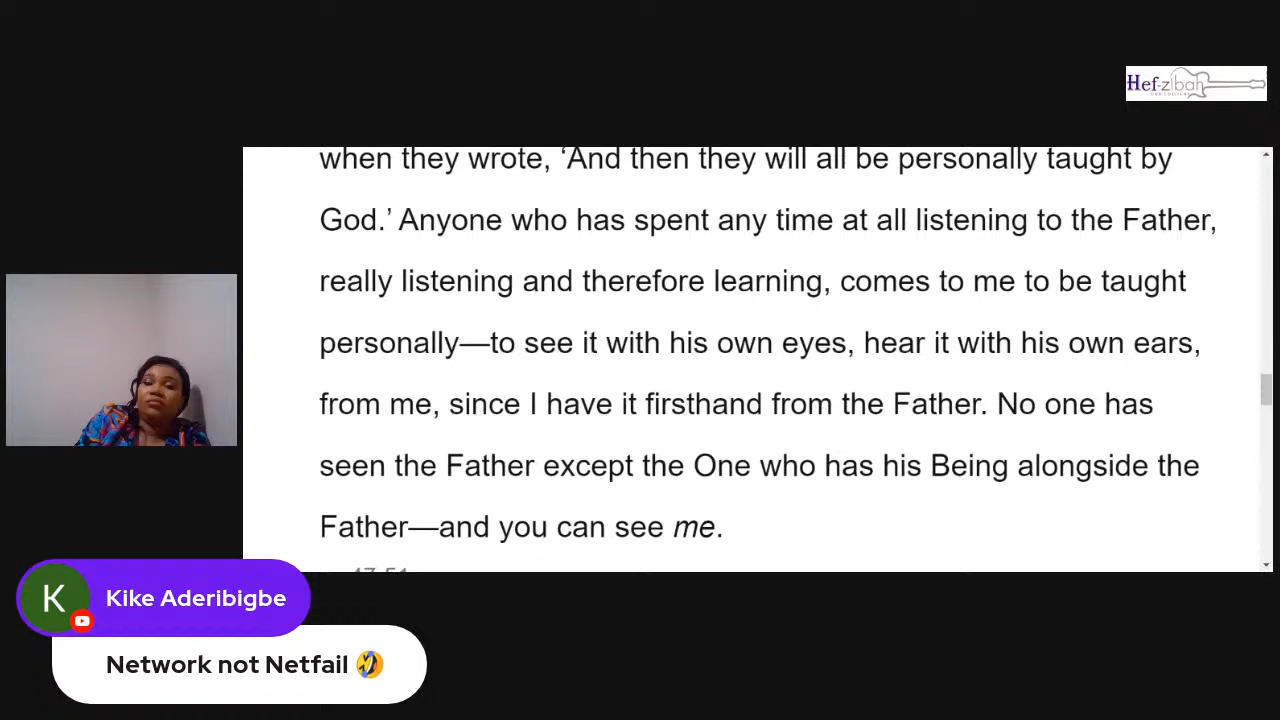 Hef-zibah
when they wrote, ‘And then they will all be personally taught by
God.’ Anyone who has spent any time at all listening to the Father,
really listening and therefore learning, comes to me to be taught
personally—to see it with his own eyes, hear it with his own ears,
from me, since I have it firsthand from the Father. No one has
seen the Father except the One who has his Being alongside the
Father—and you can see me.
47-51
K
Kike Aderibigbe
Network not Netfail 🤣